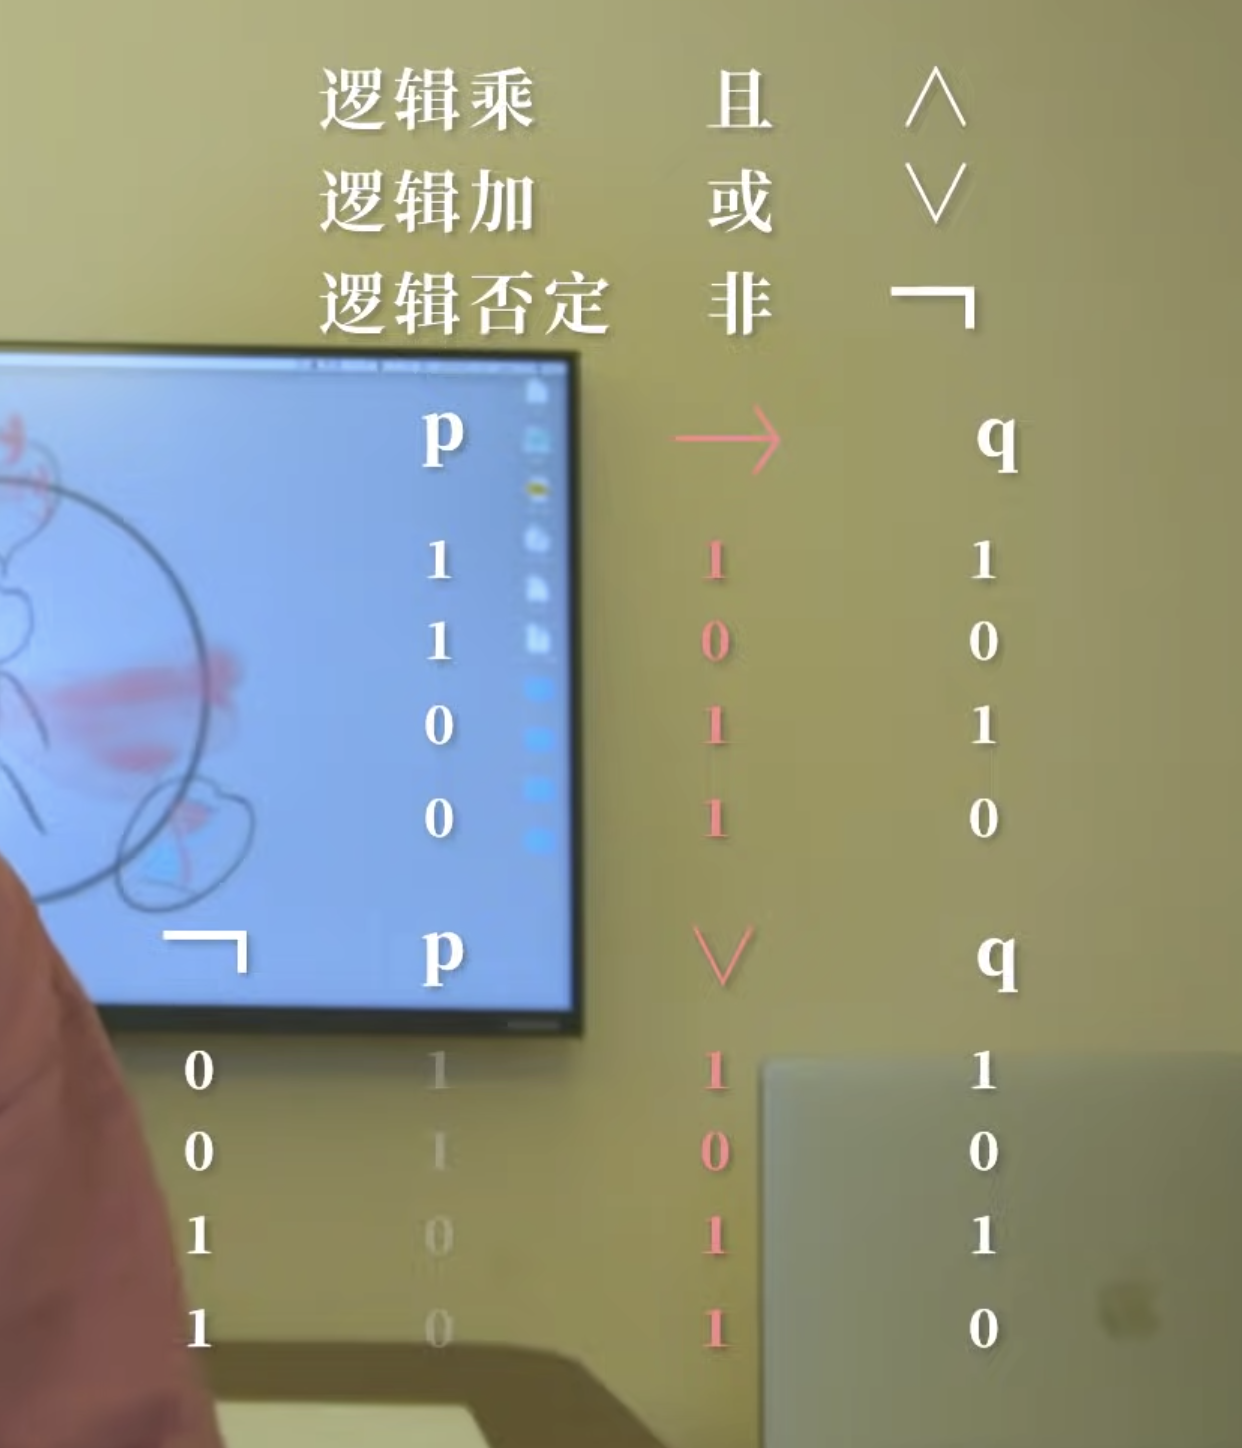 逻辑乘 且 ∧
逻辑加 或 ∨
逻辑否定 非 ¬
p → q
1 1 1
1 0 0
0 1 1
0 1 0
¬ p ∨ q
0 1 1 1
0 1 0 0
1 0 1 1
1 0 1 0